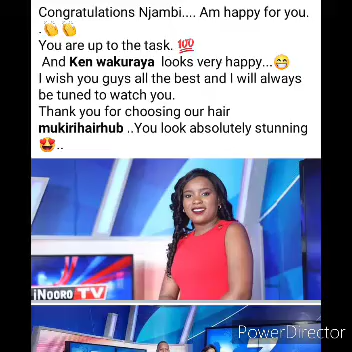 Congratulations Njambi.... Am happy for you.
.👏👏
You are up to the task. 💯
And Ken wakuraya looks very happy...😁
I wish you guys all the best and I will always
be tuned to watch you.
Thank you for choosing our hair
mukirihairhub ..You look absolutely stunning
😍..
iNOORO TV
PowerDirector